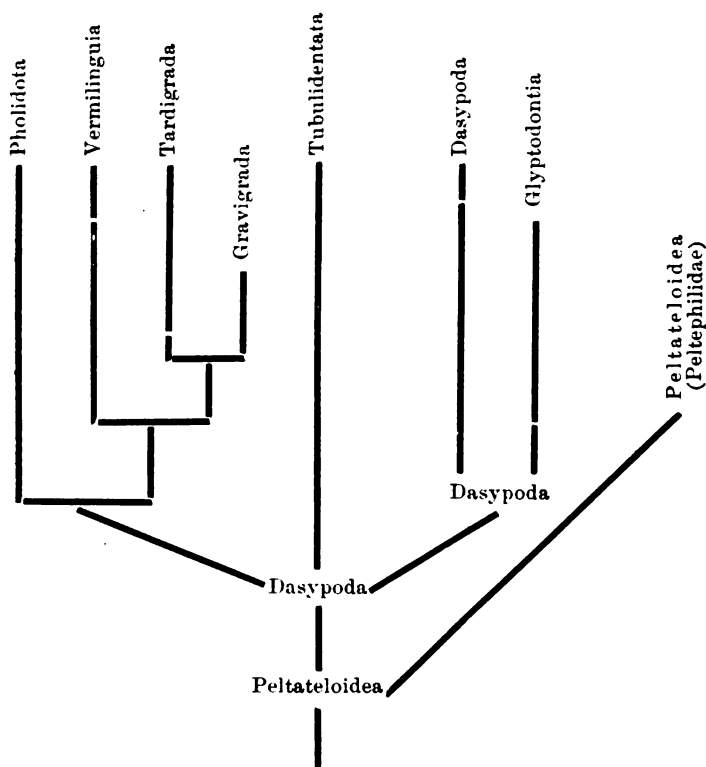 Pholidota
Vermilinguia
Tardigrada
Gravigrada
Tubulidentata
Dasypoda
Glyptodontia
Peltateloidea
(Peltephilidae)
Dasypoda
Dasypoda
Peltateloidea